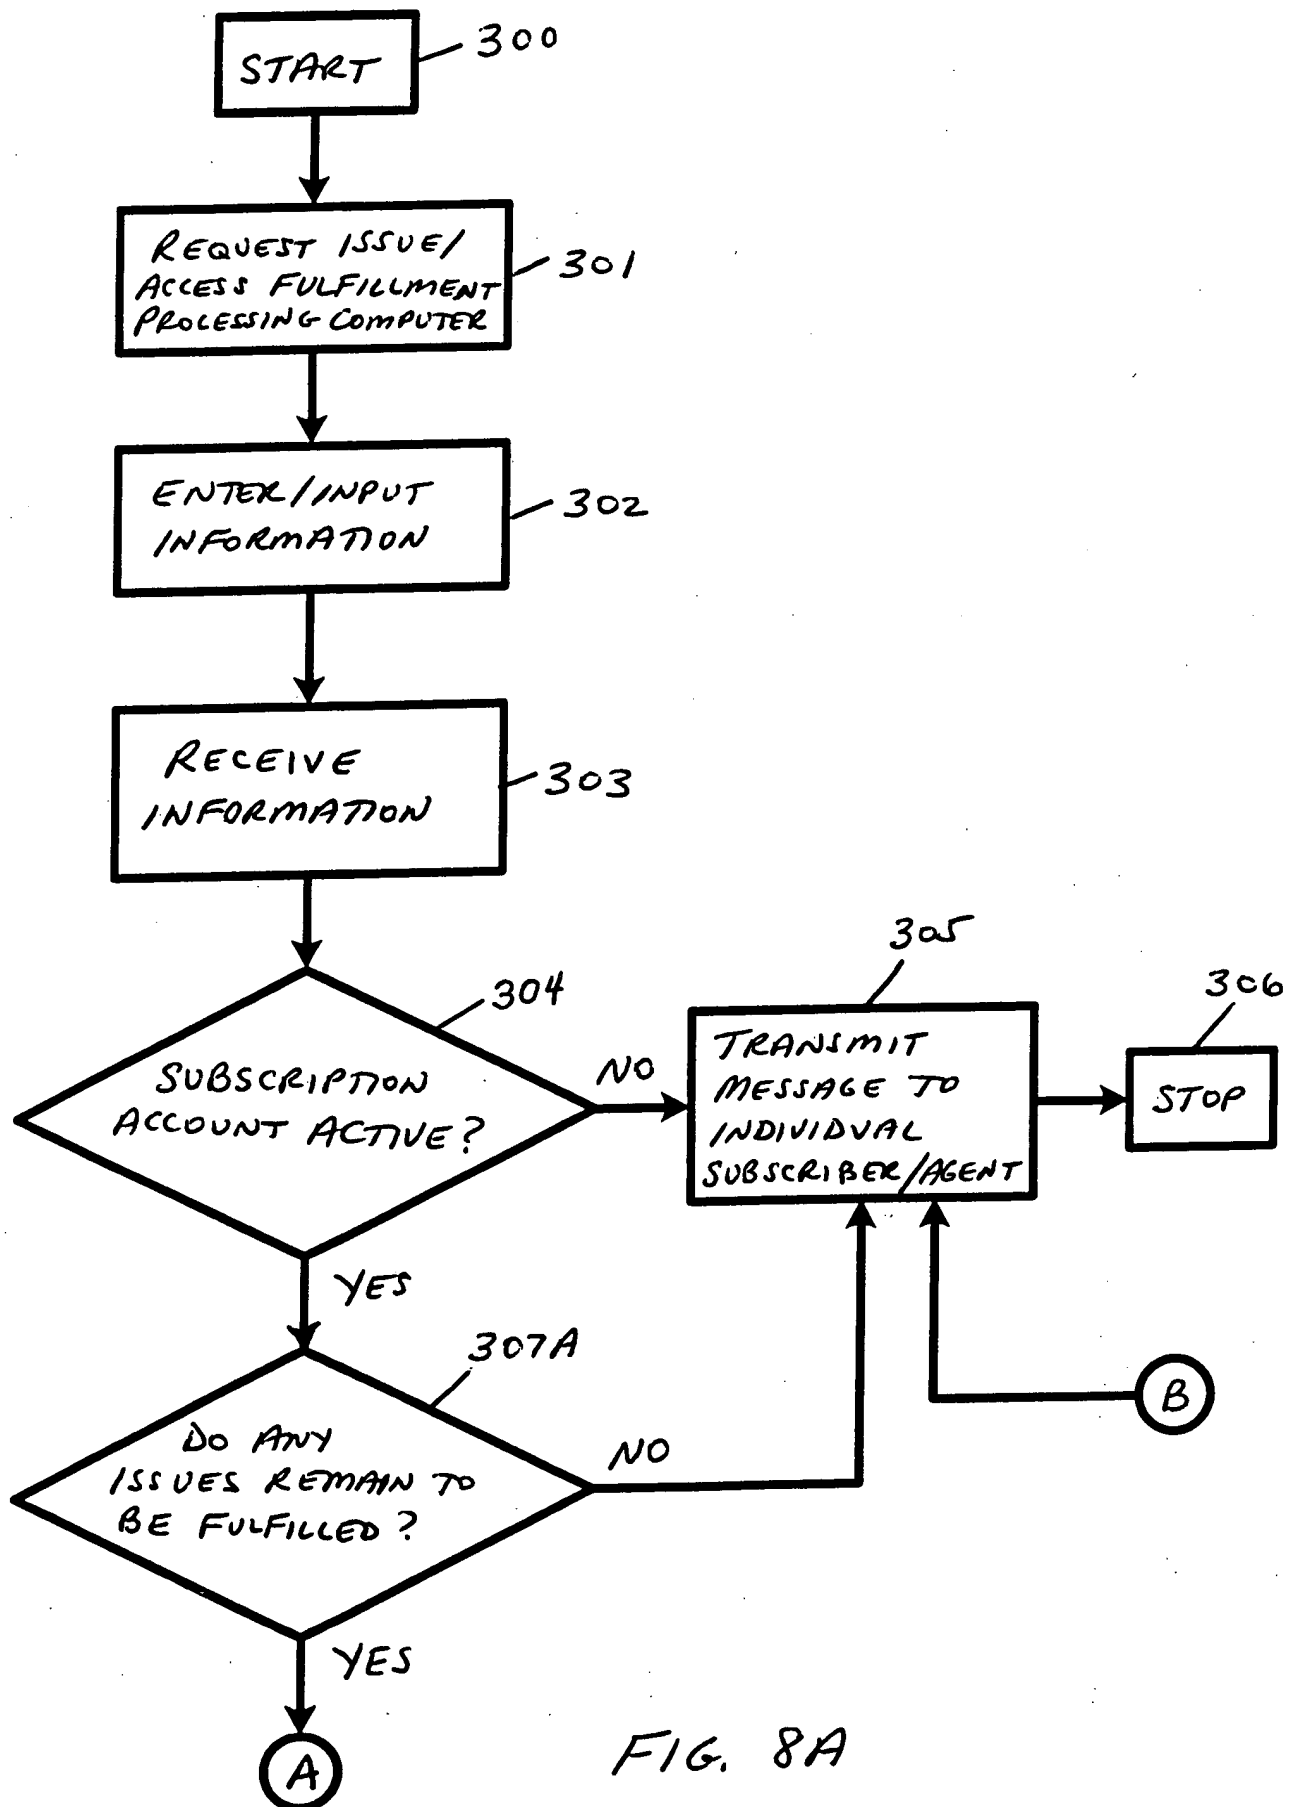 START
300
REQUEST ISSUE/
ACCESS FULFILLMENT
PROCESSING COMPUTER
301
ENTER/INPUT
INFORMATION
302
RECEIVE
INFORMATION
303
304
SUBSCRIPTION
ACCOUNT ACTIVE?
NO
305
TRANSMIT
MESSAGE TO
INDIVIDUAL
SUBSCRIBER/AGENT
306
STOP
YES
307A
DO ANY
ISSUES REMAIN TO
BE FULFILLED?
NO
B
YES
A
FIG. 8A